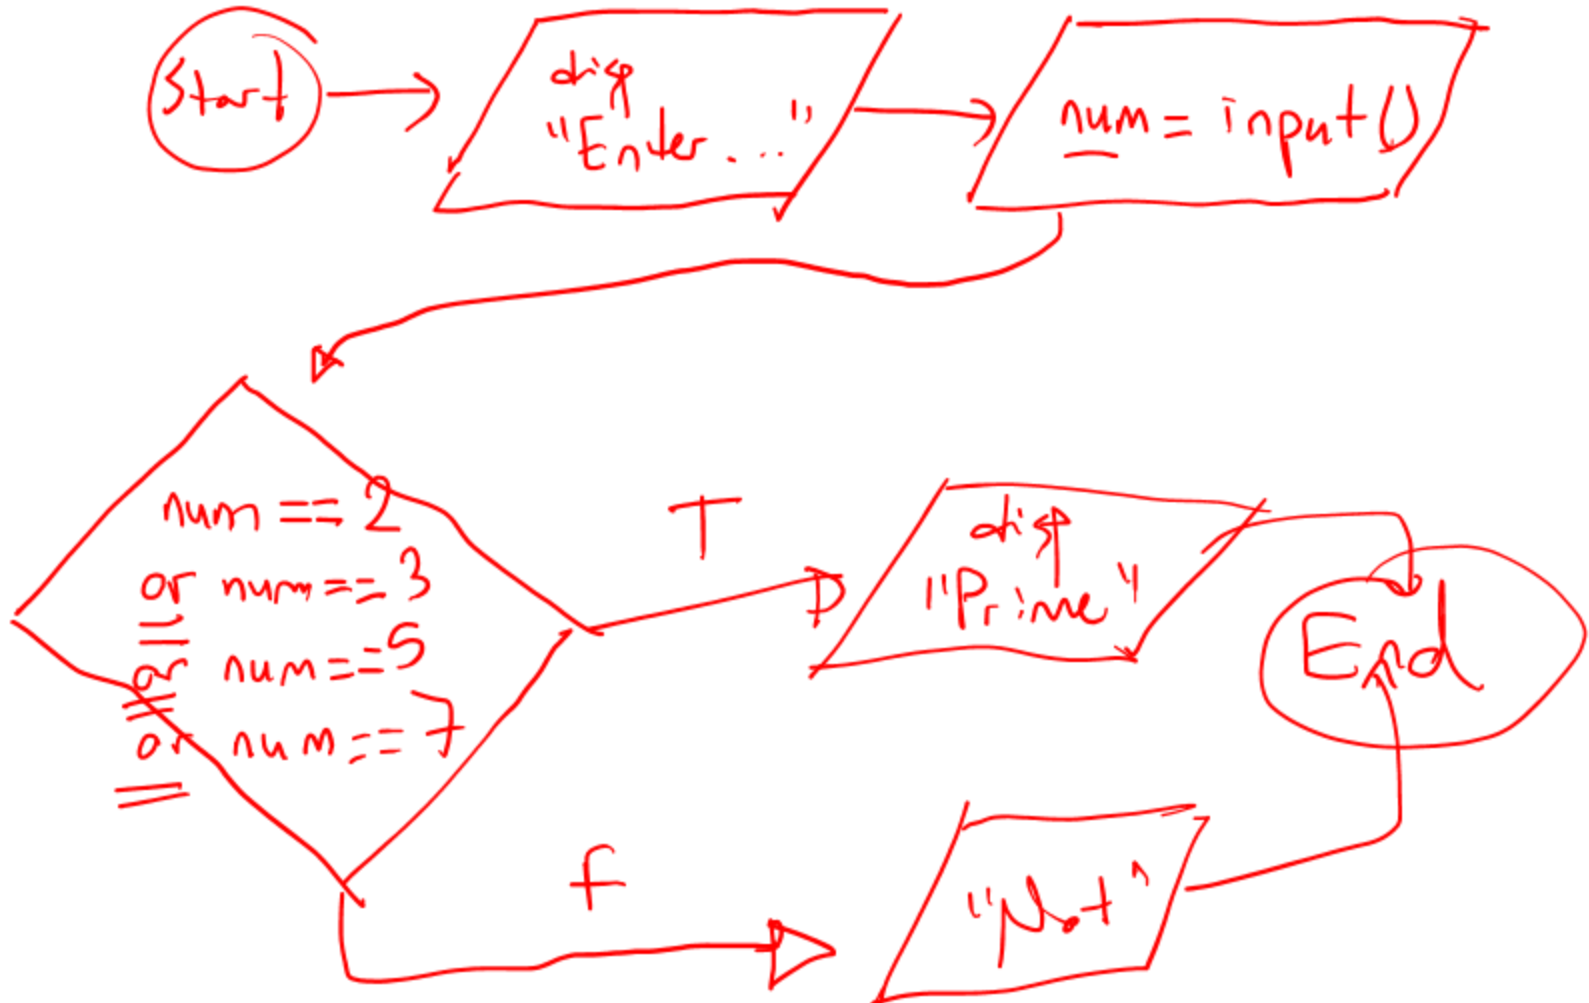 Start
disp
"Enter ..."
num = input()
num == 2
or num == 3
or num == 5
or num == 7
T
disp
"Prime"
End
F
"Not"